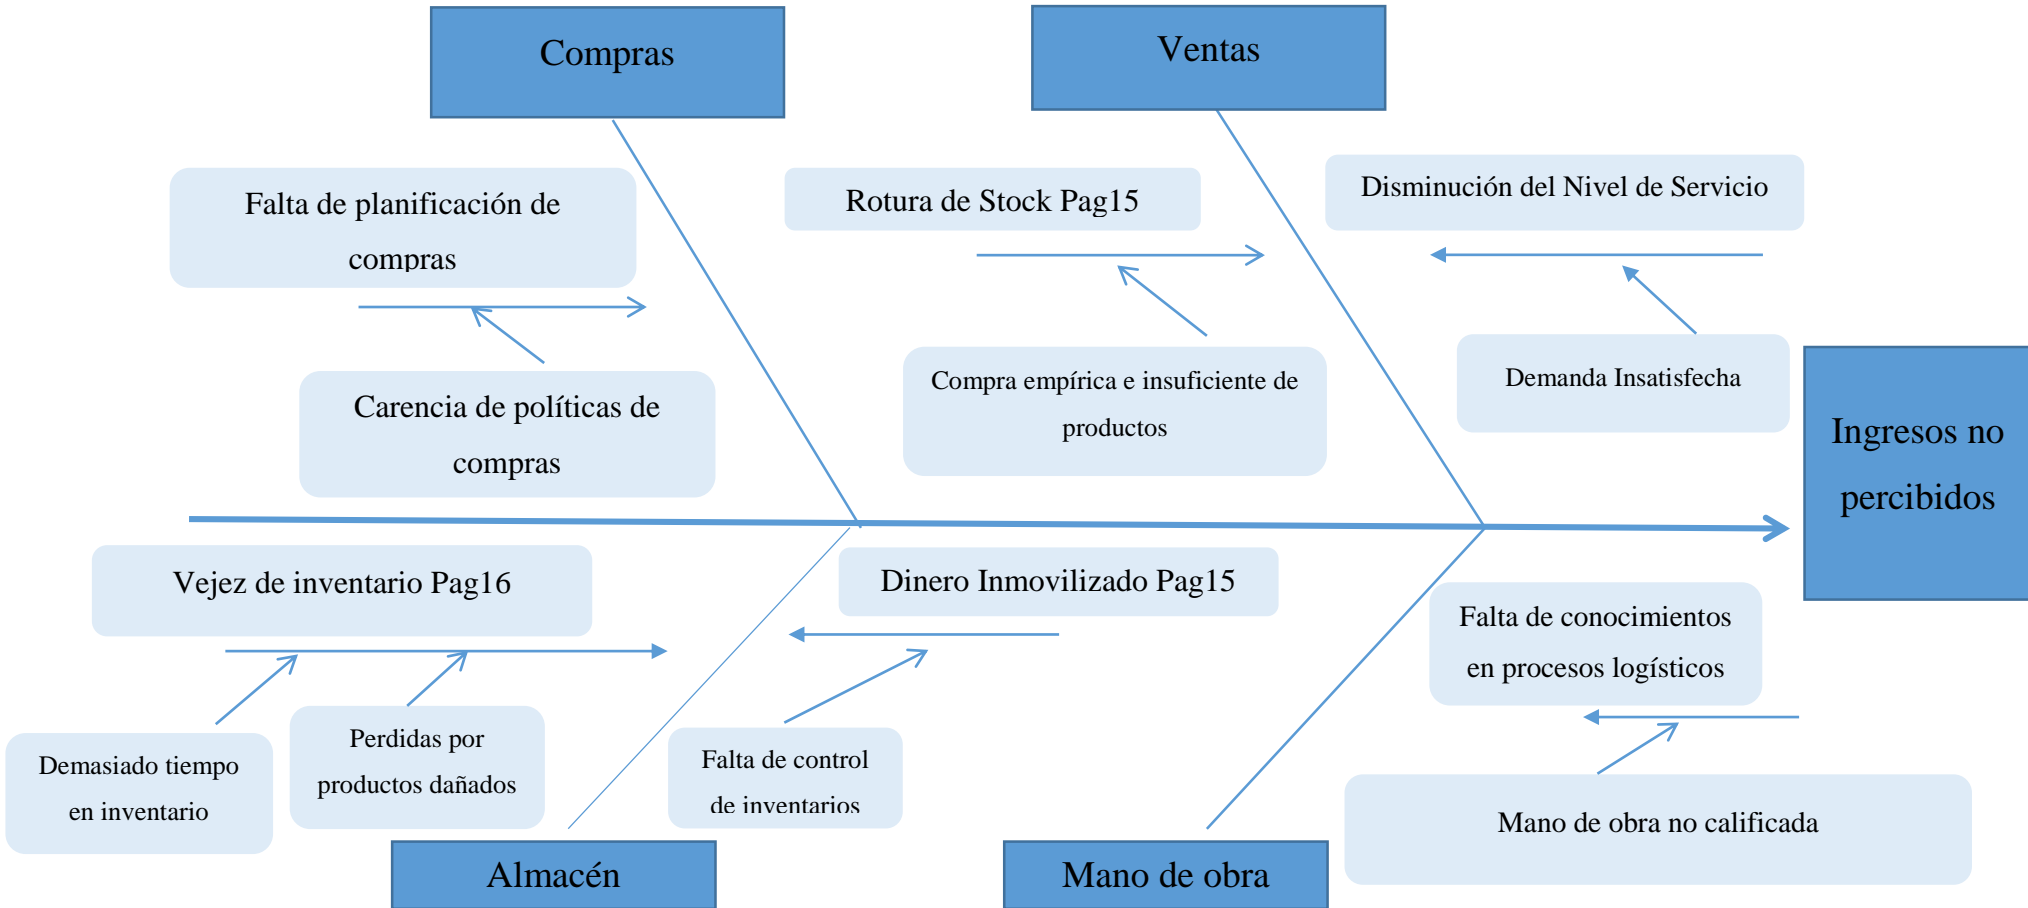 Compras
Ventas
Falta de planificación de
compras
Rotura de Stock Pag15
Disminución del Nivel de Servicio
Carencia de políticas de
compras
Compra empírica e insuficiente de
productos
Demanda Insatisfecha
Ingresos no
percibidos
Vejez de inventario Pag16
Dinero Inmovilizado Pag15
Falta de conocimientos
en procesos logísticos
Demasiado tiempo
en inventario
Perdidas por
productos dañados
Falta de control
de inventarios
Mano de obra no calificada
Almacén
Mano de obra